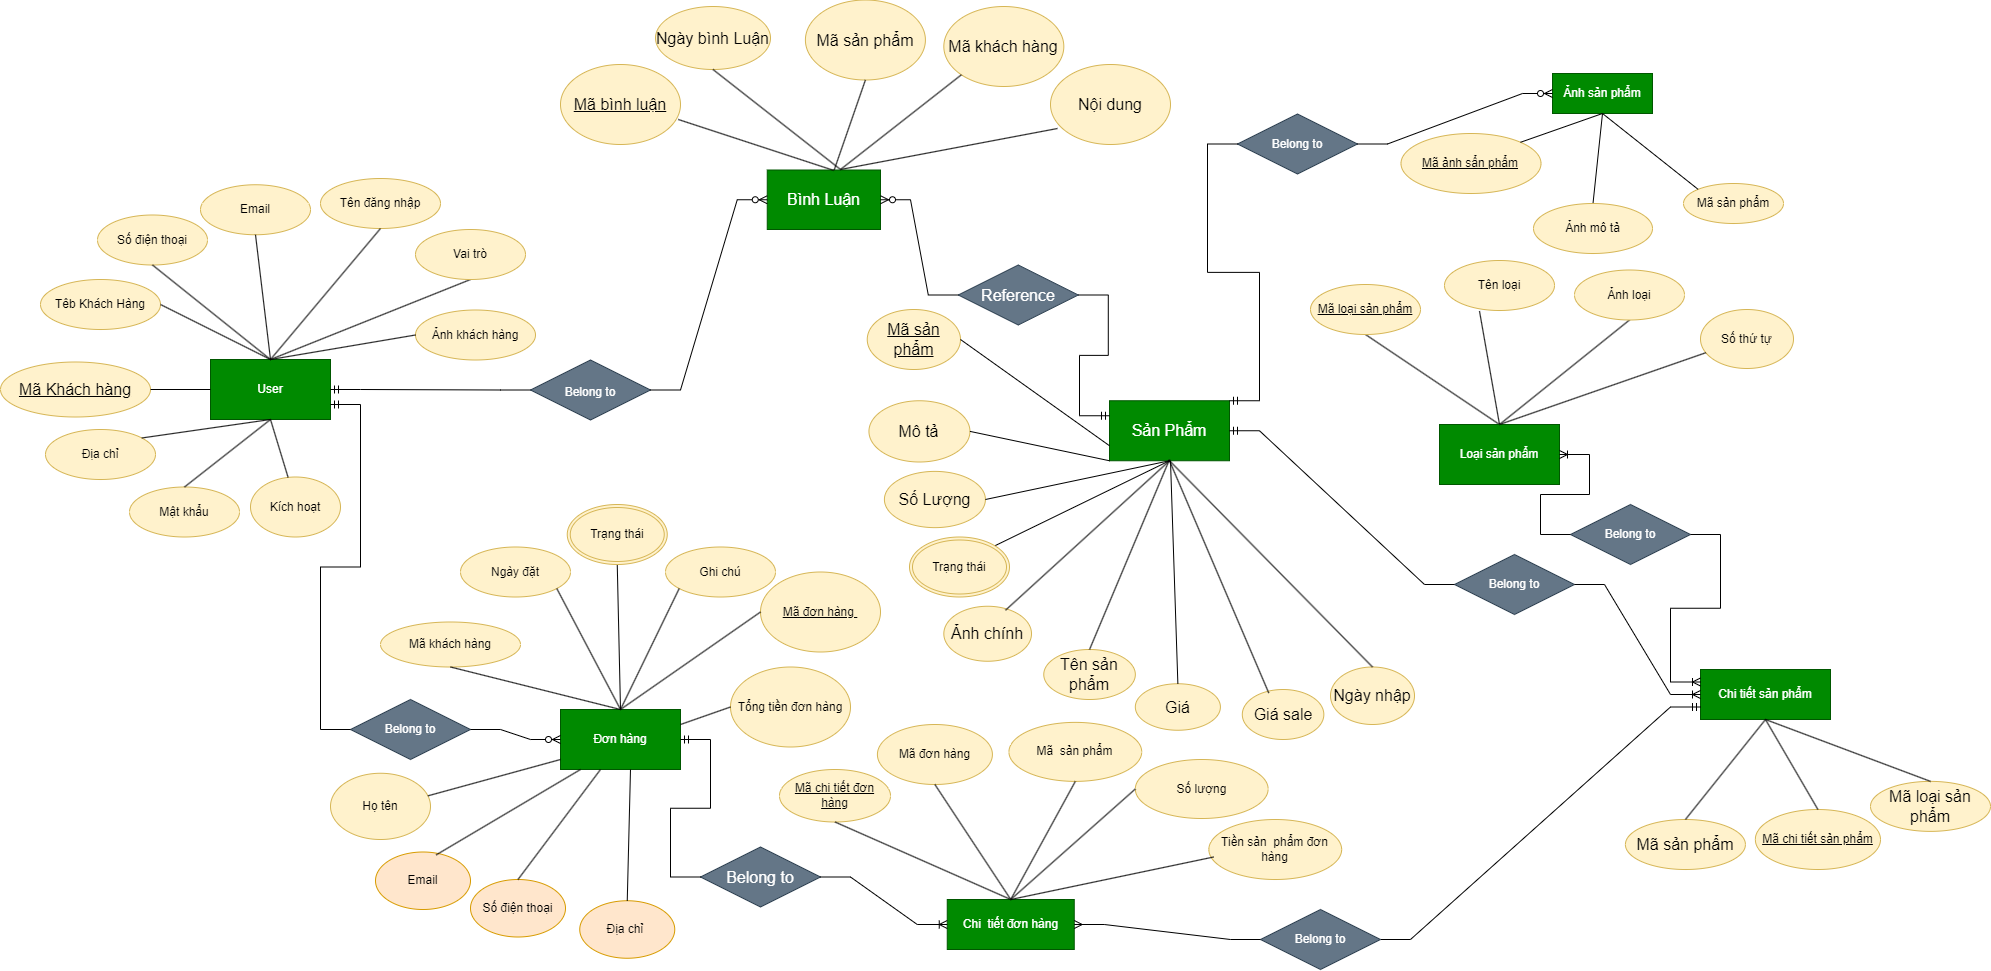 Ngày bình Luận
Mã sản phẩm
Mã khách hàng
Mã bình luận
Nội dung
Bình Luận
Ảnh sản phẩm
Belong to
Mã ảnh sẩn phẩm
Mã sản phẩm
Ảnh mô tả
Email
Tên đăng nhập
Số điện thoại
Vai trò
Têb Khách Hàng
Ảnh khách hàng
Mã Khách hàng
User
Belong to
Địa chỉ
Mật khẩu
Kích hoạt
Reference
Mã sản
phẩm
Mô tả
Sản Phẩm
Số Lượng
Trạng thái
Ảnh chính
Tên sản
phẩm
Giá
Giá sale
Ngày nhập
Tên loại
Mã loại sản phẩm
Ảnh loại
Số thứ tự
Loại sản phẩm
Belong to
Belong to
Trạng thái
Ngày đặt
Ghi chú
Mã đơn hàng
Mã khách hàng
Tổng tiền đơn hàng
Belong to
Đơn hàng
Họ tên
Email
Số điện thoại
Địa chỉ
Belong to
Mã đơn hàng
Mã  sản phẩm
Mã chi tiết đơn
hàng
Số lượng
Tiền sản  phẩm đơn
hàng
Chi  tiết đơn hàng
Belong to
Chi tiết sản phẩm
Mã loại sản
phẩm
Mã sản phẩm
Mã chi tiết sản phẩm